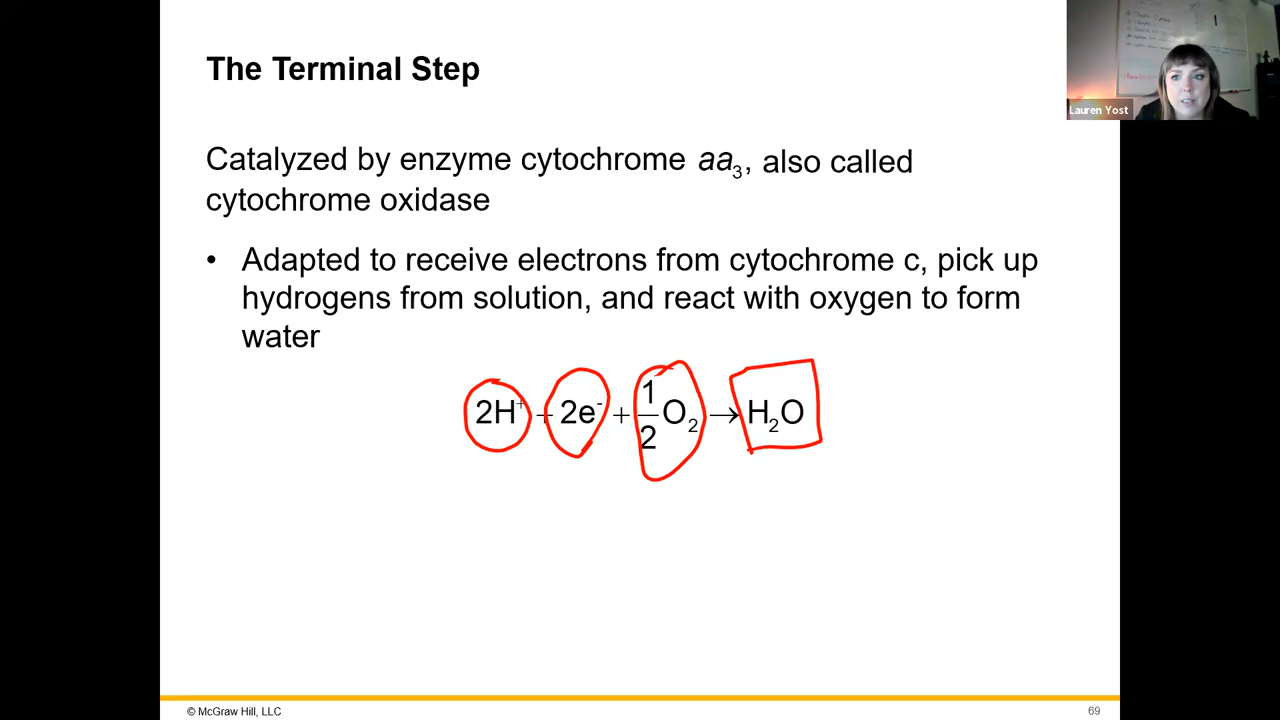 The Terminal Step
Lauren Yost
Catalyzed by enzyme cytochrome aa₃, also called
cytochrome oxidase
• Adapted to receive electrons from cytochrome c, pick up
hydrogens from solution, and react with oxygen to form
water
2H⁺ + 2e⁻ + 1/2 O₂ → H₂O
© McGraw Hill, LLC
69